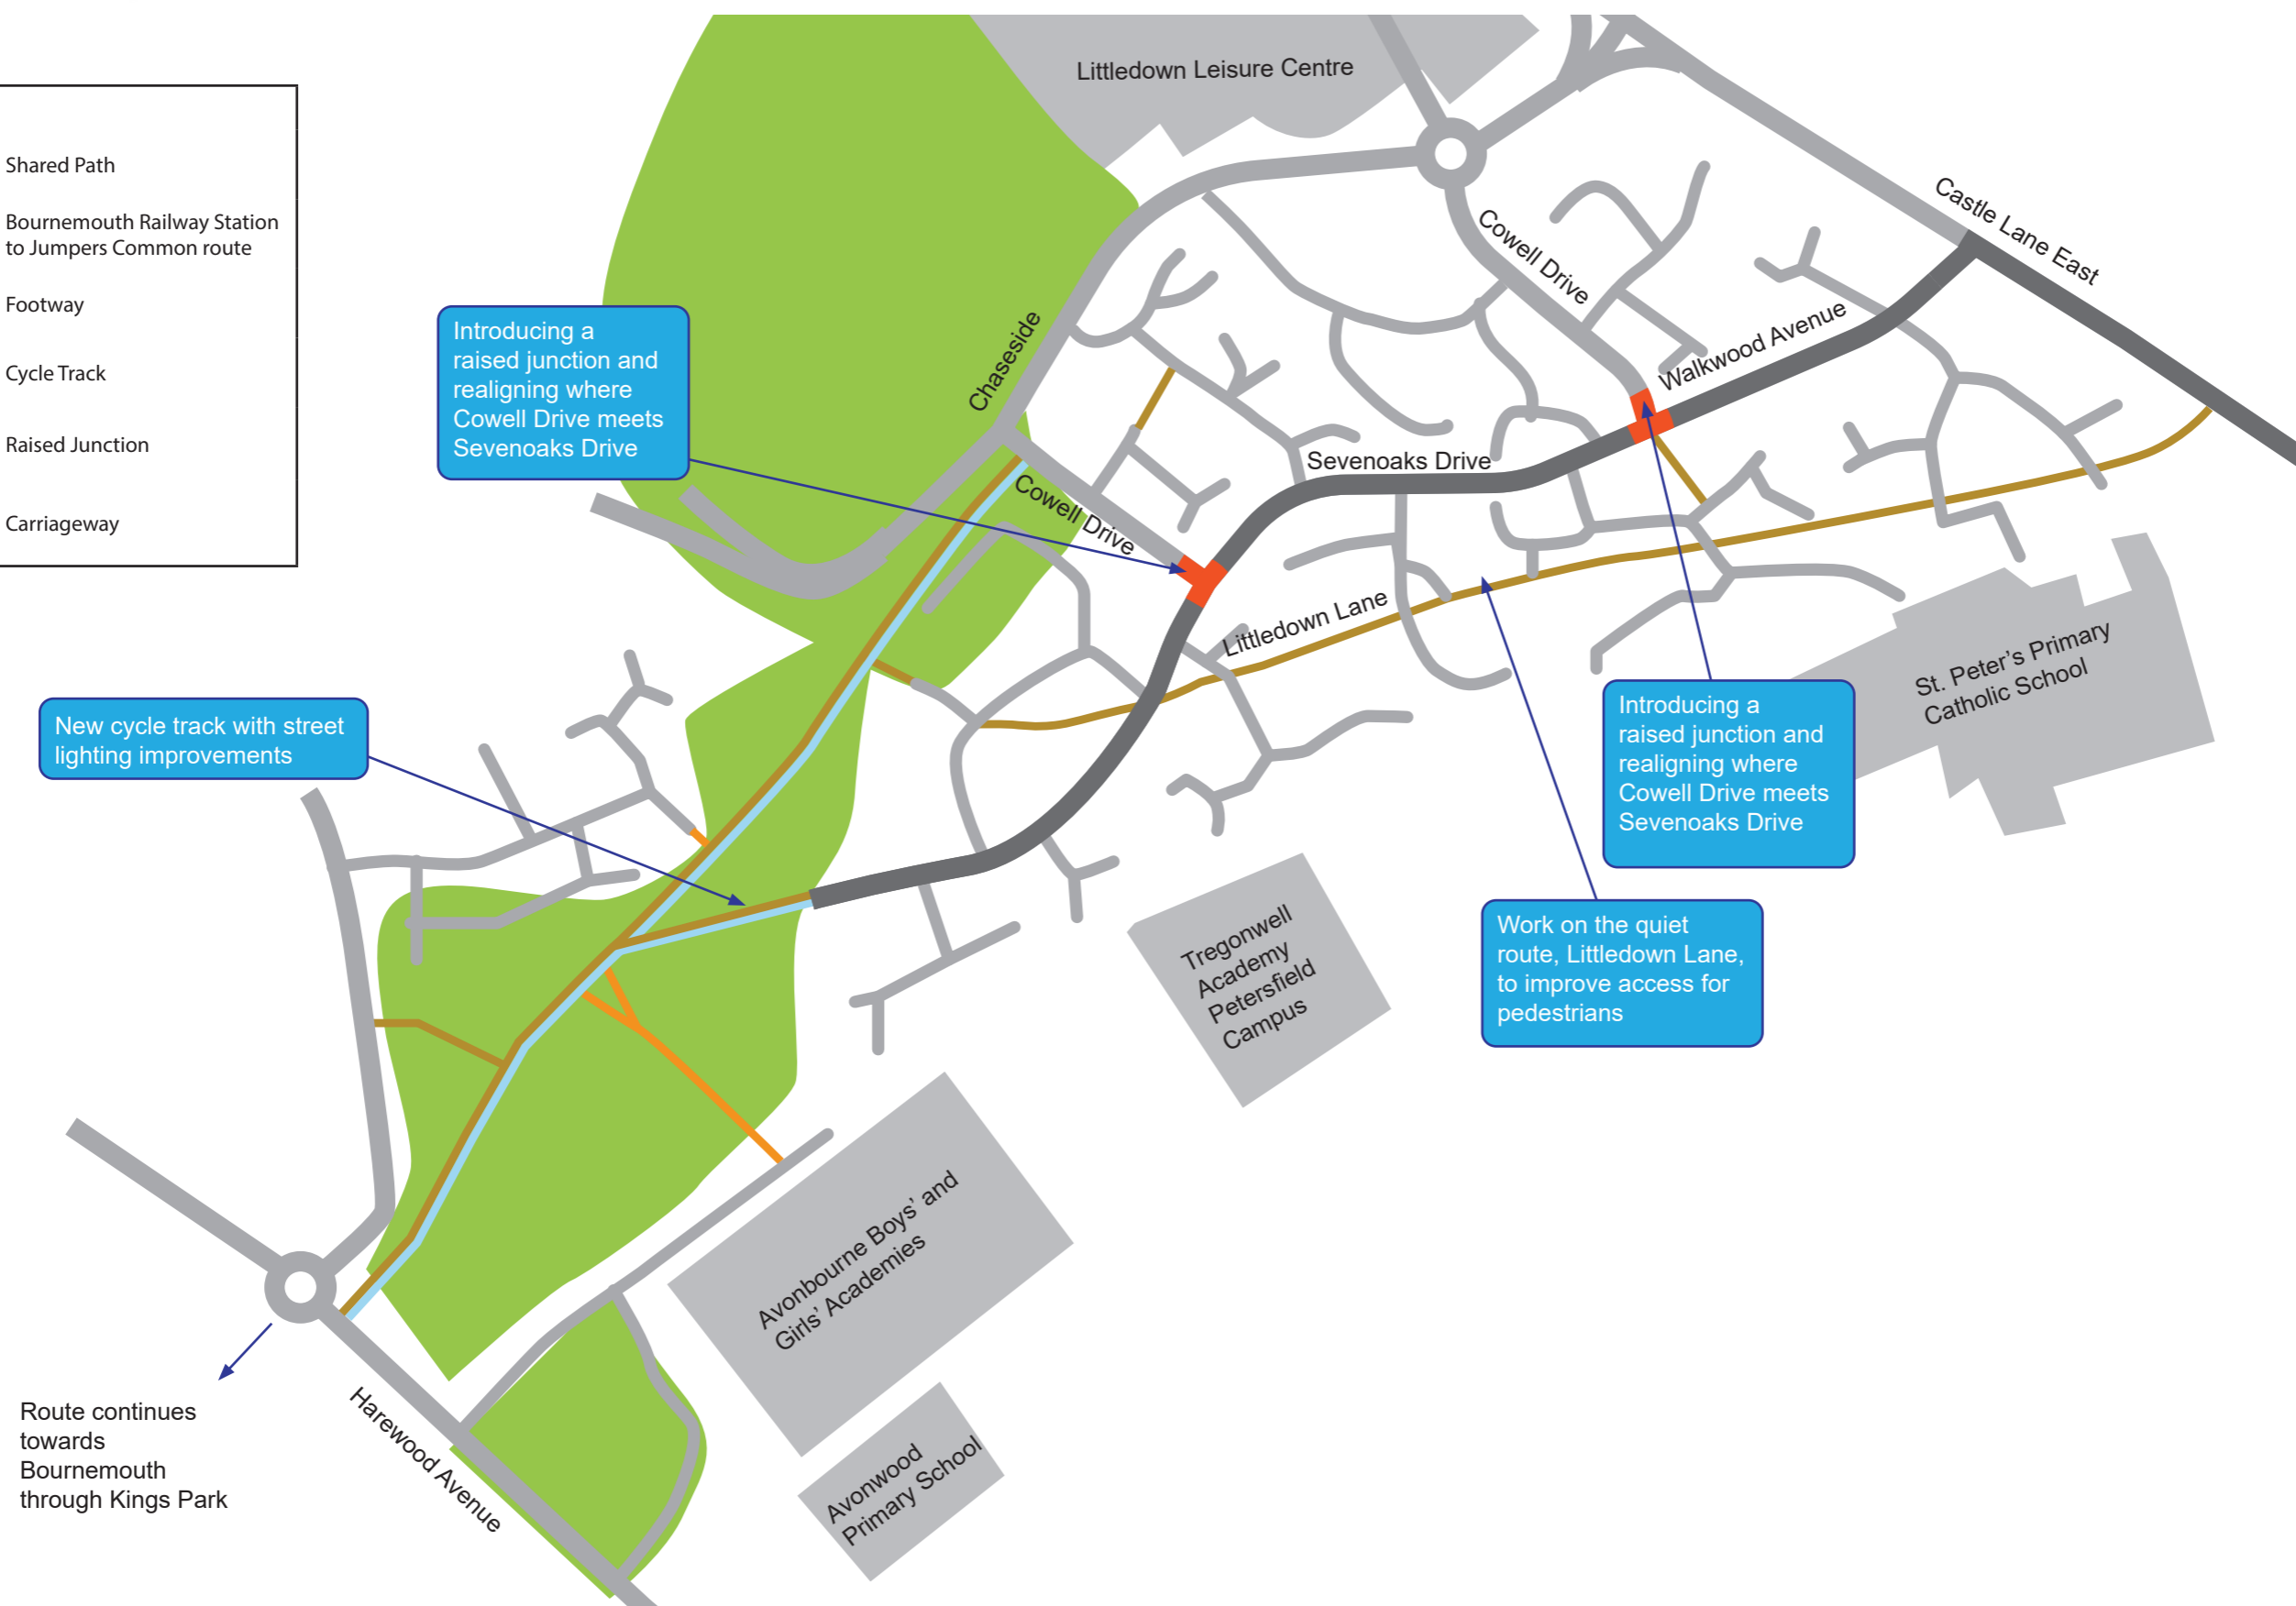 Shared Path
Bournemouth Railway Station
to Jumpers Common route
Footway
Cycle Track
Raised Junction
Carriageway
Littledown Leisure Centre
Castle Lane East
Cowell Drive
Walkwood Avenue
Chaseside
Introducing a
raised junction and
realigning where
Cowell Drive meets
Sevenoaks Drive
Sevenoaks Drive
Cowell Drive
Littledown Lane
St. Peter’s Primary
Catholic School
New cycle track with street
lighting improvements
Introducing a
raised junction and
realigning where
Cowell Drive meets
Sevenoaks Drive
Work on the quiet
route, Littledown Lane,
to improve access for
pedestrians
Tregonwell
Academy
Petersfield
Campus
Avonbourne Boys’ and
Girls’ Academies
Avonwood
Primary School
Harewood Avenue
Route continues
towards
Bournemouth
through Kings Park